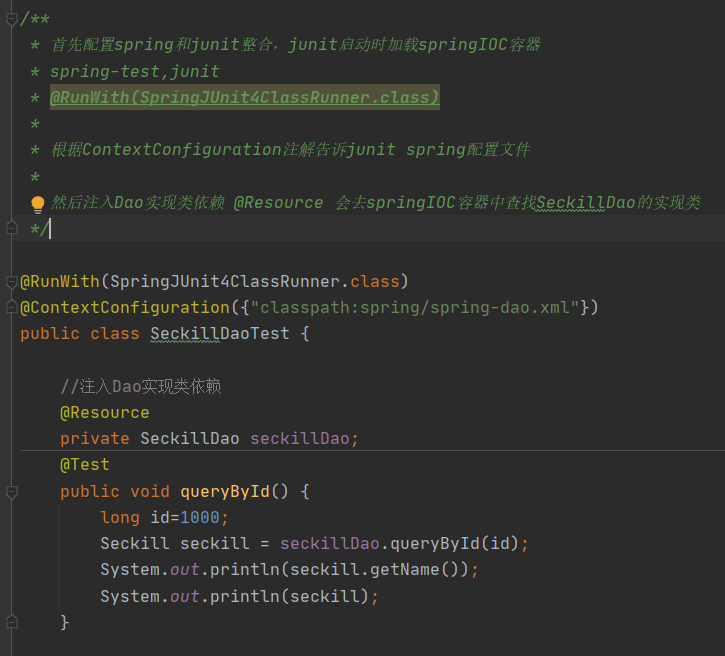 /**
* 首先配置spring和junit整合，junit启动时加载springIOC容器
* spring-test,junit
* @RunWith(SpringJUnit4ClassRunner.class)
*
* 根据ContextConfiguration注解告诉junit spring配置文件
*
然后注入Dao实现类依赖 @Resource 会去springIOC容器中查找SeckillDao的实现类
*/
@RunWith(SpringJUnit4ClassRunner.class)
@ContextConfiguration({"classpath:spring/spring-dao.xml"})
public class SeckillDaoTest {
//注入Dao实现类依赖
@Resource
private SeckillDao seckillDao;
@Test
public void queryById() {
long id=1000;
Seckill seckill = seckillDao.queryById(id);
System.out.println(seckill.getName());
System.out.println(seckill);
}